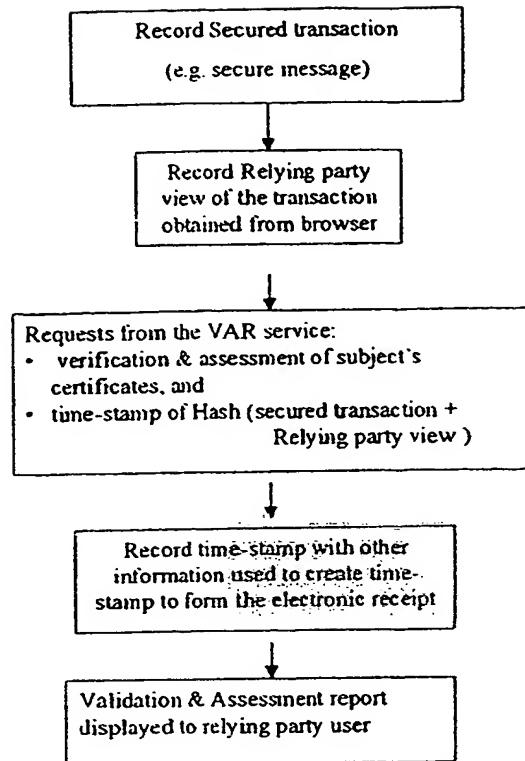 Record Secured transaction
(e.g. secure message)
Record Relying party
view of the transaction
obtained from browser
Requests from the VAR service:
• verification & assessment of subject's
certificates, and
• time-stamp of Hash (secured transaction +
Relying party view )
Record time-stamp with other
information used to create time-
stamp to form the electronic receipt
Validation & Assessment report
displayed to relying party user